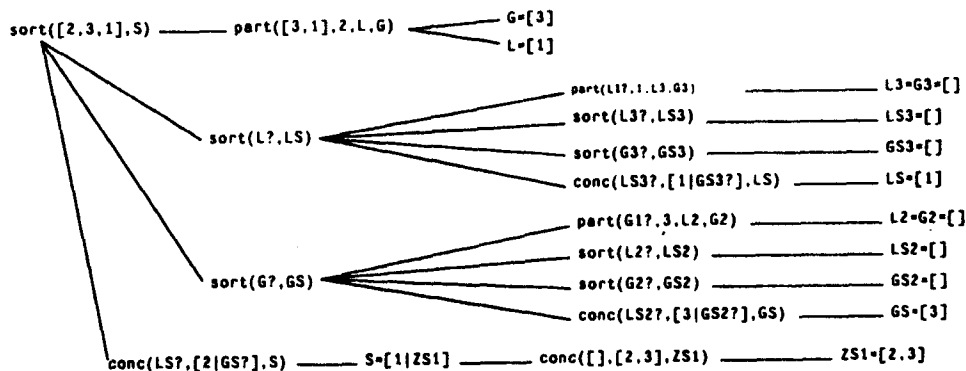 G=[3]
sort([2,3,1],S) part([3,1],2,L,G)
L=[1]
part(L1?,1,L3,G3) L3=G3=[]
sort(L3?,LS3) LS3=[]
sort(L?,LS)
sort(G3?,GS3) GS3=[]
conc(LS3?,[1|GS3?],LS) LS=[1]
part(G1?,3,L2,G2) L2=G2=[]
sort(L2?,LS2) LS2=[]
sort(G?,GS)
sort(G2?,GS2) GS2=[]
conc(LS2?,[3|GS2?],GS) GS=[3]
conc(LS?,[2|GS?],S) S=[1|ZS1] conc([],[2,3],ZS1) ZS1=[2,3]